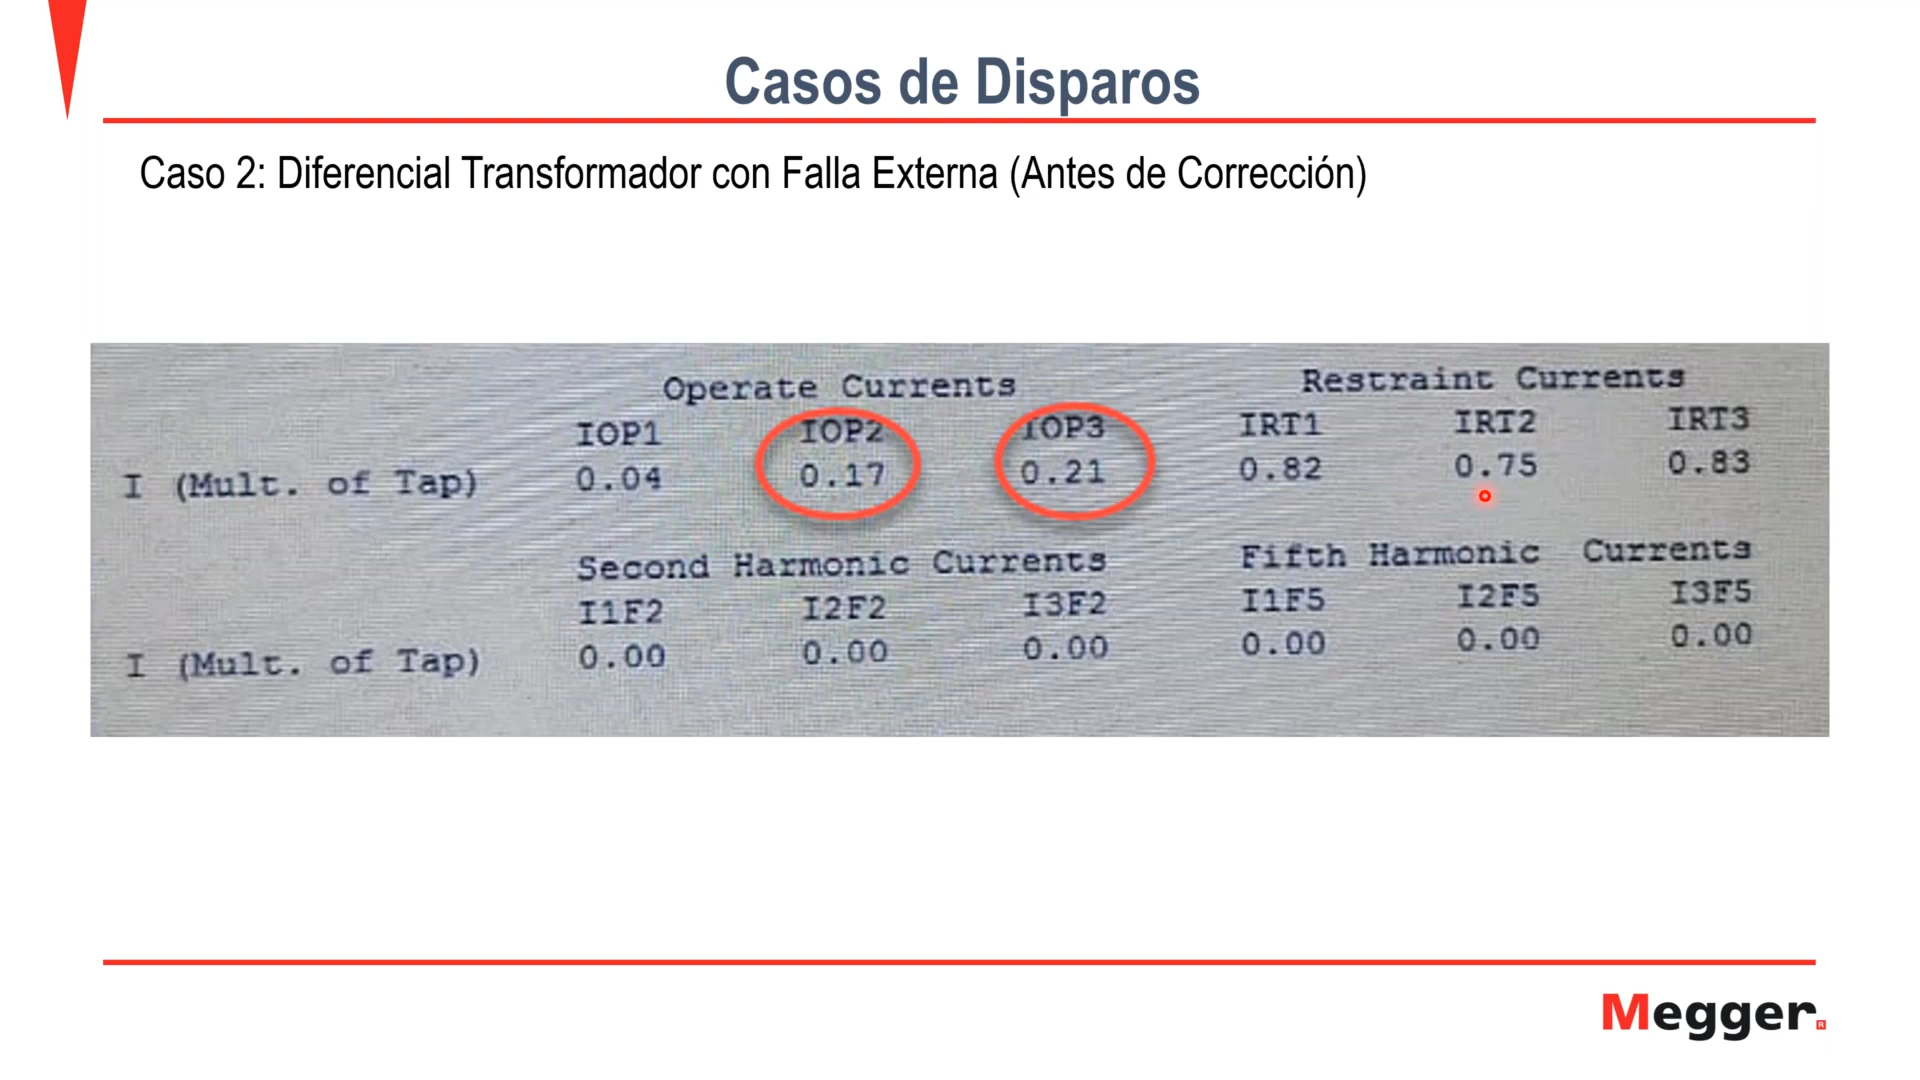 Casos de Disparos
Caso 2: Diferencial Transformador con Falla Externa (Antes de Corrección)
Operate Currents Restraint Currents
IOP1 IOP2 IOP3 IRT1 IRT2 IRT3
I (Mult. of Tap) 0.04 0.17 0.21 0.82 0.75 0.83
Second Harmonic Currents Fifth Harmonic Currents
I1F2 I2F2 I3F2 I1F5 I2F5 I3F5
I (Mult. of Tap) 0.00 0.00 0.00 0.00 0.00 0.00
Megger®